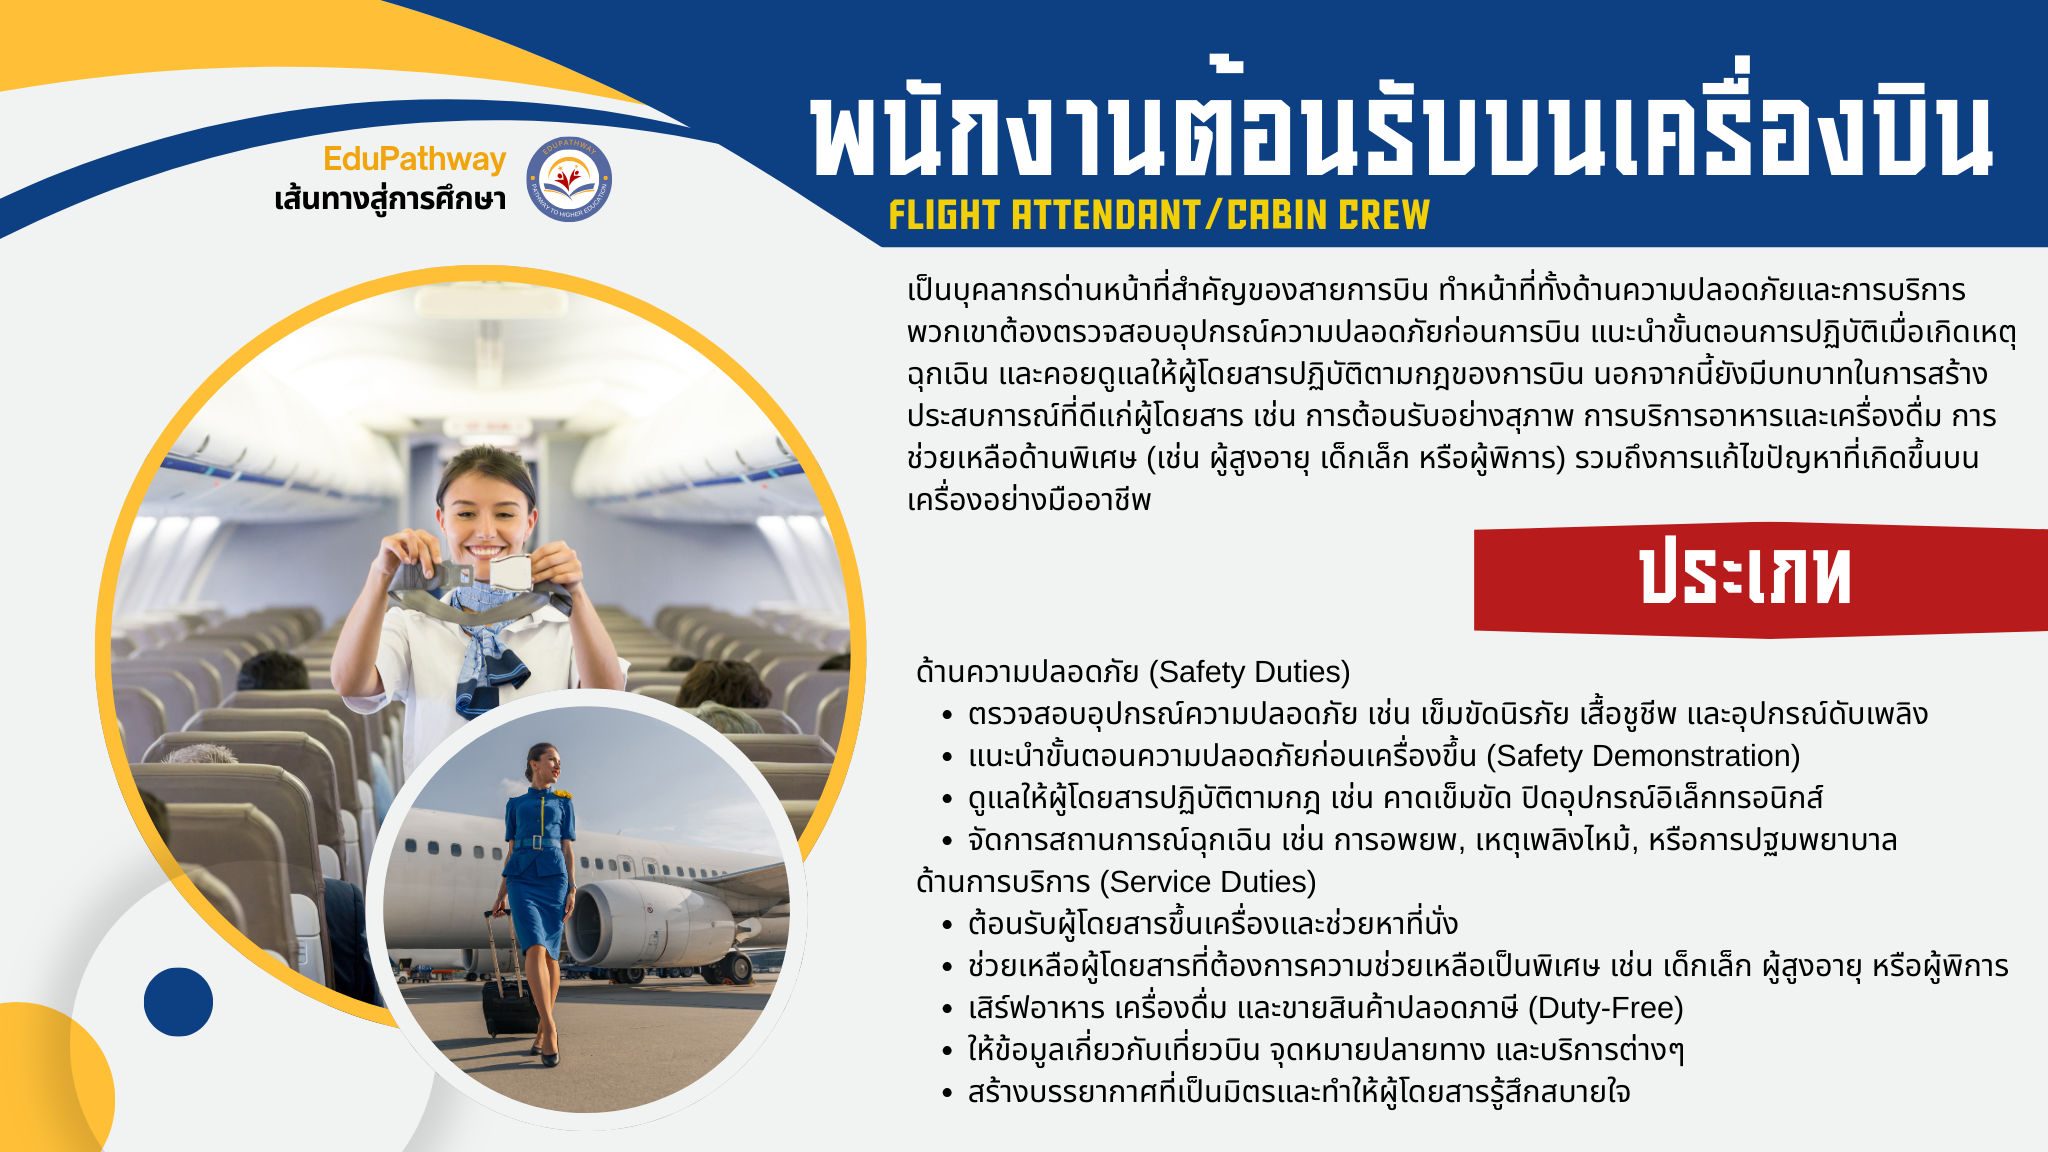 EduPathway
เส้นทางสู่การศึกษา
EDUPATHWAY
PATHWAY TO HIGHER EDUCATION
พนักงานต้อนรับบนเครื่องบิน
FLIGHT ATTENDANT/CABIN CREW
เป็นบุคลากรด่านหน้าที่สำคัญของสายการบิน ทำหน้าที่ทั้งด้านความปลอดภัยและการบริการ
พวกเขาต้องตรวจสอบอุปกรณ์ความปลอดภัยก่อนการบิน แนะนำขั้นตอนการปฏิบัติเมื่อเกิดเหตุ
ฉุกเฉิน และคอยดูแลให้ผู้โดยสารปฏิบัติตามกฎของการบิน นอกจากนี้ยังมีบทบาทในการสร้าง
ประสบการณ์ที่ดีแก่ผู้โดยสาร เช่น การต้อนรับอย่างสุภาพ การบริการอาหารและเครื่องดื่ม การ
ช่วยเหลือด้านพิเศษ (เช่น ผู้สูงอายุ เด็กเล็ก หรือผู้พิการ) รวมถึงการแก้ไขปัญหาที่เกิดขึ้นบน
เครื่องอย่างมืออาชีพ
ประเภท
ด้านความปลอดภัย (Safety Duties)
• ตรวจสอบอุปกรณ์ความปลอดภัย เช่น เข็มขัดนิรภัย เสื้อชูชีพ และอุปกรณ์ดับเพลิง
• แนะนำขั้นตอนความปลอดภัยก่อนเครื่องขึ้น (Safety Demonstration)
• ดูแลให้ผู้โดยสารปฏิบัติตามกฎ เช่น คาดเข็มขัด ปิดอุปกรณ์อิเล็กทรอนิกส์
• จัดการสถานการณ์ฉุกเฉิน เช่น การอพยพ, เหตุเพลิงไหม้, หรือการปฐมพยาบาล
ด้านการบริการ (Service Duties)
• ต้อนรับผู้โดยสารขึ้นเครื่องและช่วยหาที่นั่ง
• ช่วยเหลือผู้โดยสารที่ต้องการความช่วยเหลือเป็นพิเศษ เช่น เด็กเล็ก ผู้สูงอายุ หรือผู้พิการ
• เสิร์ฟอาหาร เครื่องดื่ม และขายสินค้าปลอดภาษี (Duty-Free)
• ให้ข้อมูลเกี่ยวกับเที่ยวบิน จุดหมายปลายทาง และบริการต่างๆ
• สร้างบรรยากาศที่เป็นมิตรและทำให้ผู้โดยสารรู้สึกสบายใจ